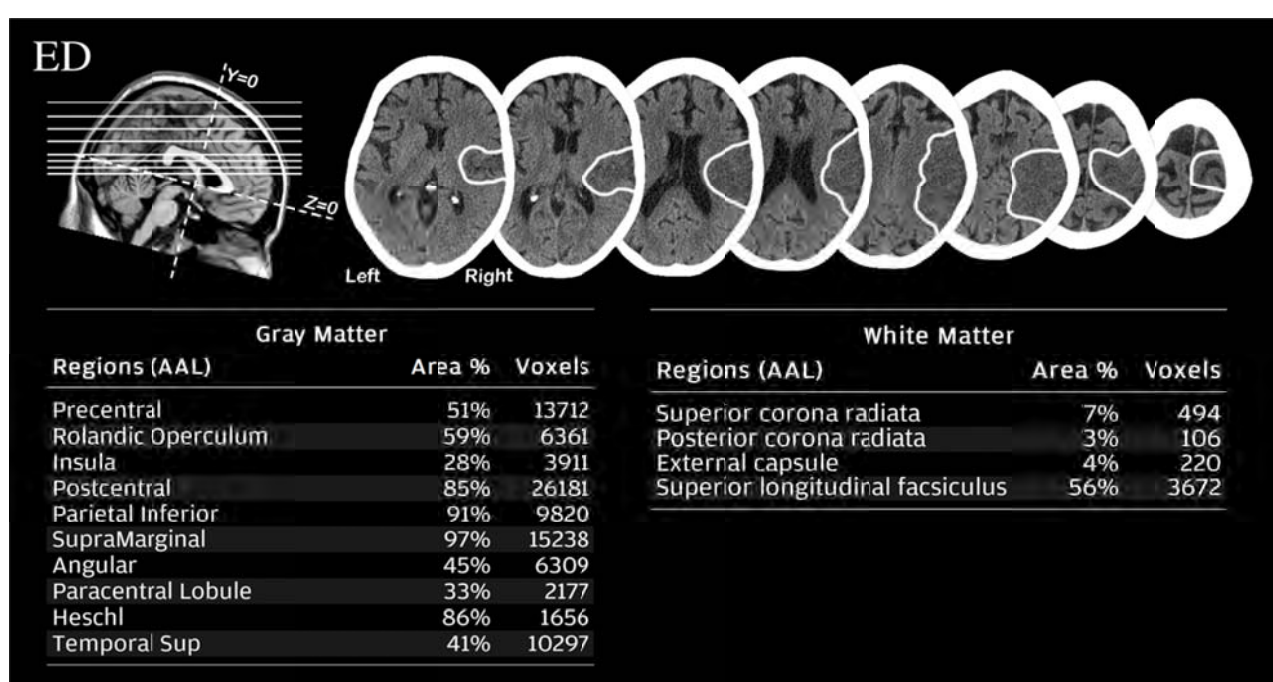 ED
Y=0
Z=0
Left Right
Gray Matter
Regions (AAL) Area % Voxels
Precentral 51% 13712
Rolandic Operculum 59% 6361
Insula 28% 3911
Postcentral 85% 26181
Parietal Inferior 91% 9820
SupraMarginal 97% 15238
Angular 45% 6309
Paracentral Lobule 33% 2177
Heschl 86% 1656
Temporal Sup 41% 10297
White Matter
Regions (AAL) Area % Voxels
Superior corona radiata 7% 494
Posterior corona radiata 3% 106
External capsule 4% 220
Superior longitudinal facsiculus 56% 3672